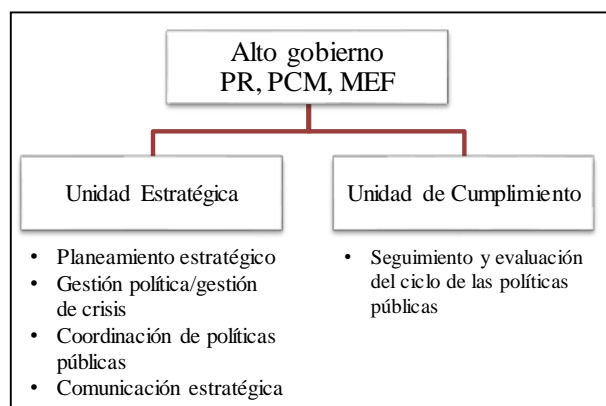 Alto gobierno
PR, PCM, MEF
Unidad Estratégica
Unidad de Cumplimiento
• Planeamiento estratégico
• Gestión política/gestión
de crisis
• Coordinación de políticas
públicas
• Comunicación estratégica
• Seguimiento y evaluación
del ciclo de las políticas
públicas